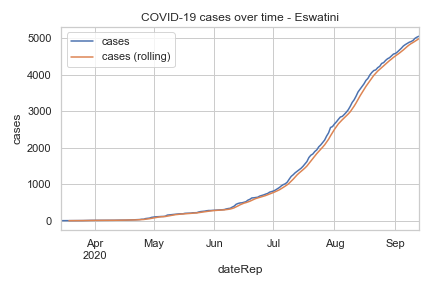 COVID-19 cases over time - Eswatini
cases
cases (rolling)
5000
4000
3000
2000
1000
0
cases
Apr
2020
May
Jun
Jul
Aug
Sep
dateRep